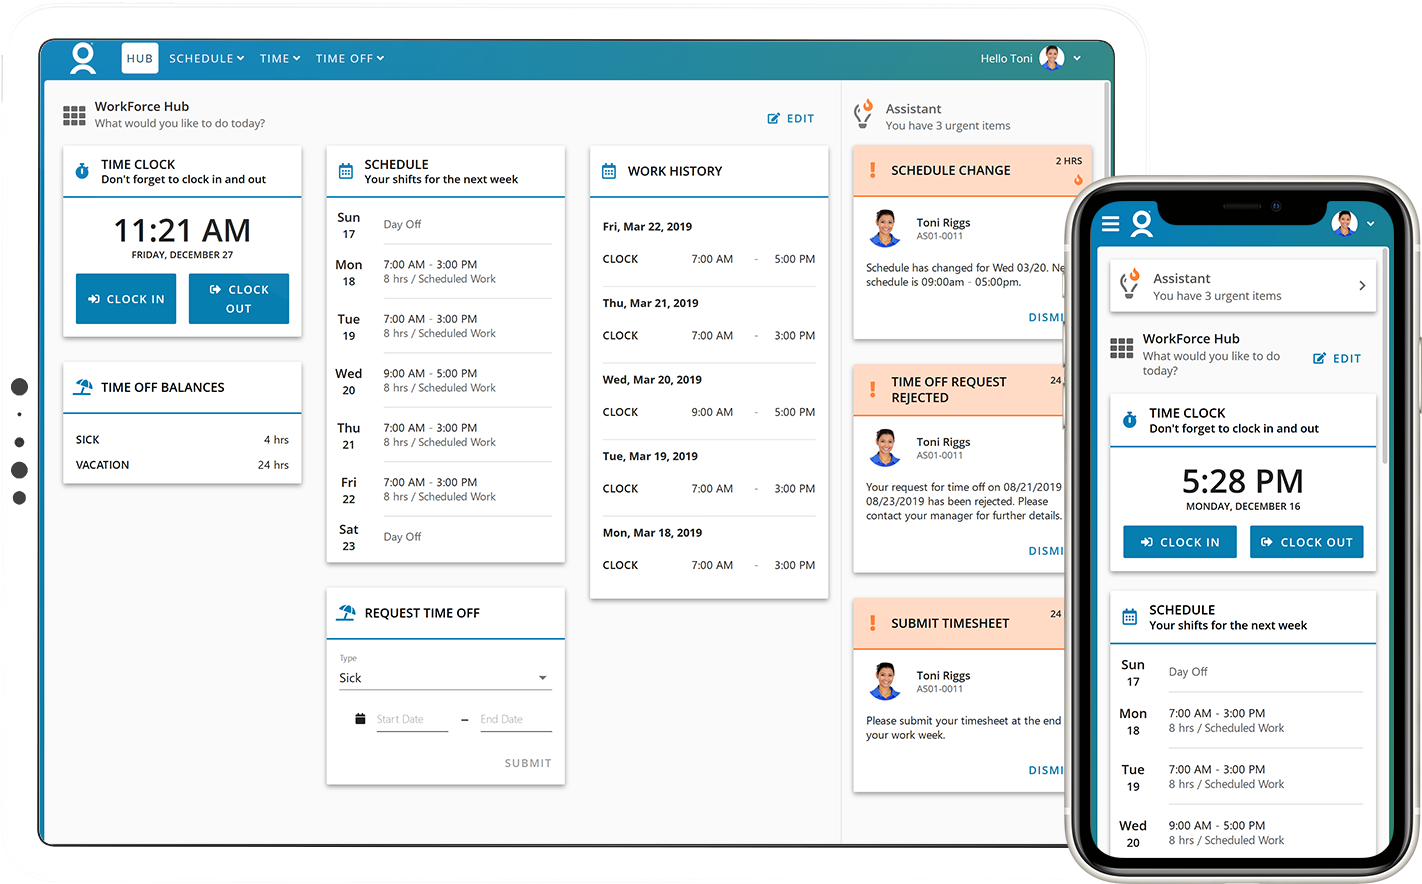 HUB SCHEDULE TIME TIME OFF
Hello Toni
WorkForce Hub
What would you like to do today?
EDIT
TIME CLOCK
Don't forget to clock in and out
11:21 AM
FRIDAY, DECEMBER 27
CLOCK IN
CLOCK
OUT
TIME OFF BALANCES
SICK 4 hrs
VACATION 24 hrs
SCHEDULE
Your shifts for the next week
Sun
17
Day Off
Mon
18
7:00 AM - 3:00 PM
8 hrs / Scheduled Work
Tue
19
7:00 AM - 3:00 PM
8 hrs / Scheduled Work
Wed
20
9:00 AM - 5:00 PM
8 hrs / Scheduled Work
Thu
21
7:00 AM - 3:00 PM
8 hrs / Scheduled Work
Fri
22
7:00 AM - 3:00 PM
8 hrs / Scheduled Work
Sat
23
Day Off
REQUEST TIME OFF
Type
Sick
Start Date – End Date
SUBMIT
WORK HISTORY
Fri, Mar 22, 2019
CLOCK 7:00 AM - 5:00 PM
Thu, Mar 21, 2019
CLOCK 7:00 AM - 3:00 PM
Wed, Mar 20, 2019
CLOCK 9:00 AM - 5:00 PM
Tue, Mar 19, 2019
CLOCK 7:00 AM - 3:00 PM
Mon, Mar 18, 2019
CLOCK 7:00 AM - 3:00 PM
Assistant
You have 3 urgent items
SCHEDULE CHANGE
2 HRS
Toni Riggs
AS01-0011
Schedule has changed for Wed 03/20. Ne
schedule is 09:00am - 05:00pm.
DISMI
TIME OFF REQUEST
REJECTED
24
Toni Riggs
AS01-0011
Your request for time off on 08/21/2019
08/23/2019 has been rejected. Please
contact your manager for further details.
DISMI
SUBMIT TIMESHEET
24
Toni Riggs
AS01-0011
Please submit your timesheet at the end
your work week.
DISMI
Assistant
You have 3 urgent items
WorkForce Hub
What would you like to do
today?
EDIT
TIME CLOCK
Don't forget to clock in and out
5:28 PM
MONDAY, DECEMBER 16
CLOCK IN
CLOCK OUT
SCHEDULE
Your shifts for the next week
Sun
17
Day Off
Mon
18
7:00 AM - 3:00 PM
8 hrs / Scheduled Work
Tue
19
7:00 AM - 3:00 PM
8 hrs / Scheduled Work
Wed
20
9:00 AM - 5:00 PM
8 hrs / Scheduled Work